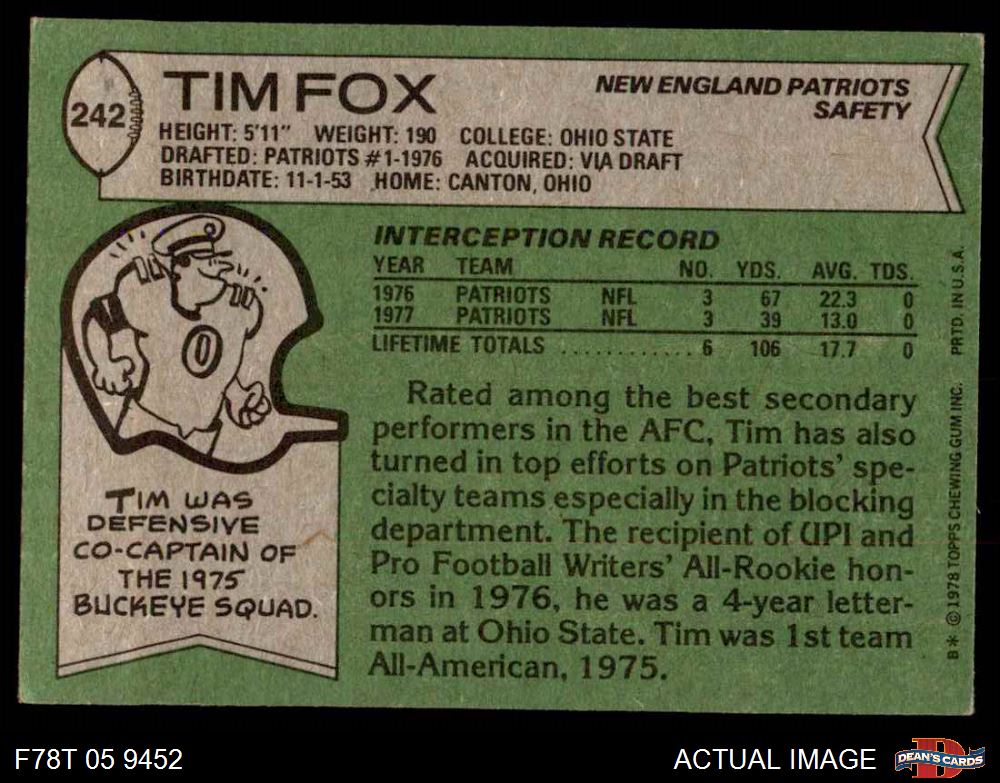 242
TIM FOX
NEW ENGLAND PATRIOTS
SAFETY
HEIGHT: 5'11" WEIGHT: 190 COLLEGE: OHIO STATE
DRAFTED: PATRIOTS #1-1976 ACQUIRED: VIA DRAFT
BIRTHDATE: 11-1-53 HOME: CANTON, OHIO
0
TIM WAS
DEFENSIVE
CO-CAPTAIN OF
THE 1975
BUCKEYE SQUAD.
INTERCEPTION RECORD
YEAR TEAM NO. YDS. AVG. TDS.
1976 PATRIOTS NFL 3 67 22.3 0
1977 PATRIOTS NFL 3 39 13.0 0
LIFETIME TOTALS ............ 6 106 17.7 0
Rated among the best secondary
performers in the AFC, Tim has also
turned in top efforts on Patriots' spe-
cialty teams especially in the blocking
department. The recipient of UPI and
Pro Football Writers' All-Rookie hon-
ors in 1976, he was a 4-year letter-
man at Ohio State. Tim was 1st team
All-American, 1975.
B* ©1978 TOPPS CHEWING GUM INC. PRTD. IN U.S.A.
F78T 05 9452
ACTUAL IMAGE
D
DEAN'S CARDS